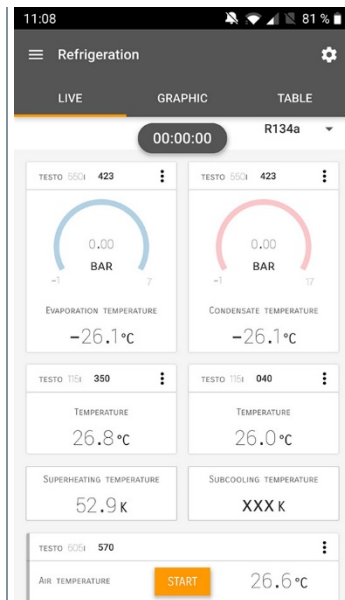 11:08 81 %
Refrigeration
LIVE GRAPHIC TABLE
00:00:00 R134a
TESTO 550i 423 TESTO 550i 423
0.00 0.00
BAR BAR
-1 7 -1 17
EVAPORATION TEMPERATURE CONDENSATE TEMPERATURE
-26.1 °C -26.1 °C
TESTO 115i 350 TESTO 115i 040
TEMPERATURE TEMPERATURE
26.8 °C 26.0 °C
SUPERHEATING TEMPERATURE SUBCOOLING TEMPERATURE
52.9 K XXX K
TESTO 605i 570
AIR TEMPERATURE START 26.6 °C